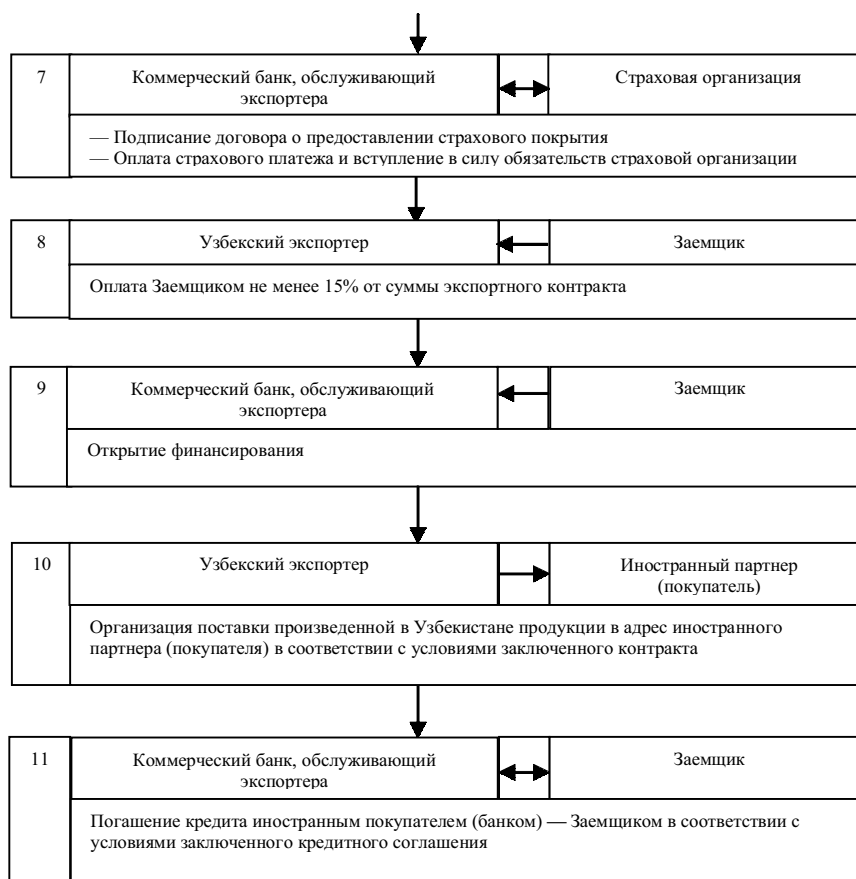 7
Коммерческий банк, обслуживающий
экспортера
Страховая организация
— Подписание договора о предоставлении страхового покрытия
— Оплата страхового платежа и вступление в силу обязательств страховой организации
8
Узбекский экспортер
Заемщик
Оплата Заемщиком не менее 15% от суммы экспортного контракта
9
Коммерческий банк, обслуживающий
экспортера
Заемщик
Открытие финансирования
10
Узбекский экспортер
Иностранный партнер
(покупатель)
Организация поставки произведенной в Узбекистане продукции в адрес иностранного
партнера (покупателя) в соответствии с условиями заключенного контракта
11
Коммерческий банк, обслуживающий
экспортера
Заемщик
Погашение кредита иностранным покупателем (банком) — Заемщиком в соответствии с
условиями заключенного кредитного соглашения